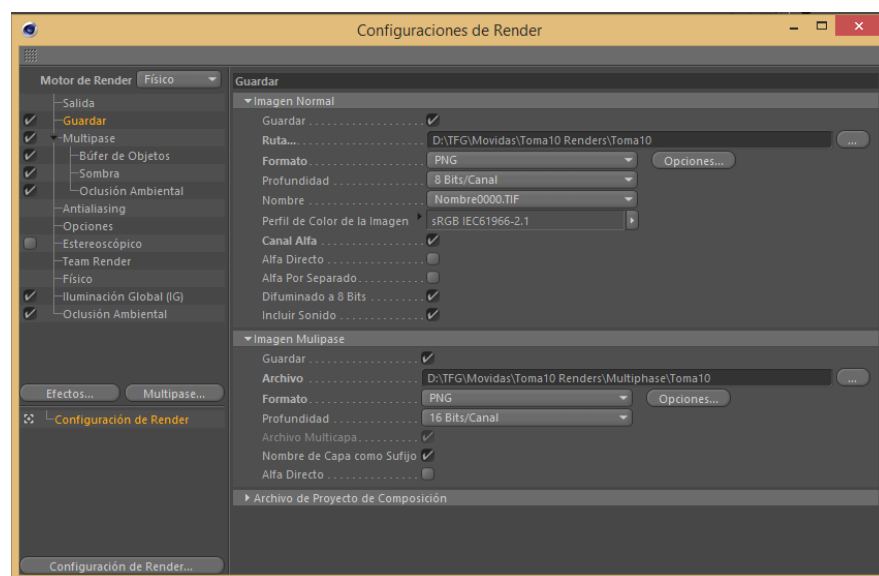 Configuraciones de Render
Motor de Render Físico
Salida
Guardar
Multipase
Búfer de Objetos
Sombra
Oclusión Ambiental
Antialiasing
Opciones
Estereoscópico
Team Render
Físico
Iluminación Global (IG)
Oclusión Ambiental
Efectos... Multipase...
Configuración de Render
Configuración de Render...
Guardar
Imagen Normal
Guardar
Ruta... D:\TFG\Movidas\Toma10 Renders\Toma10 ...
Formato PNG Opciones...
Profundidad 8 Bits/Canal
Nombre Nombre0000.TIF
Perfil de Color de la Imagen sRGB IEC61966-2.1
Canal Alfa
Alfa Directo
Alfa Por Separado
Difuminado a 8 Bits
Incluir Sonido
Imagen Mulipase
Guardar
Archivo D:\TFG\Movidas\Toma10 Renders\Multiphase\Toma10 ...
Formato PNG Opciones...
Profundidad 16 Bits/Canal
Archivo Multicapa
Nombre de Capa como Sufijo
Alfa Directo
Archivo de Proyecto de Composición